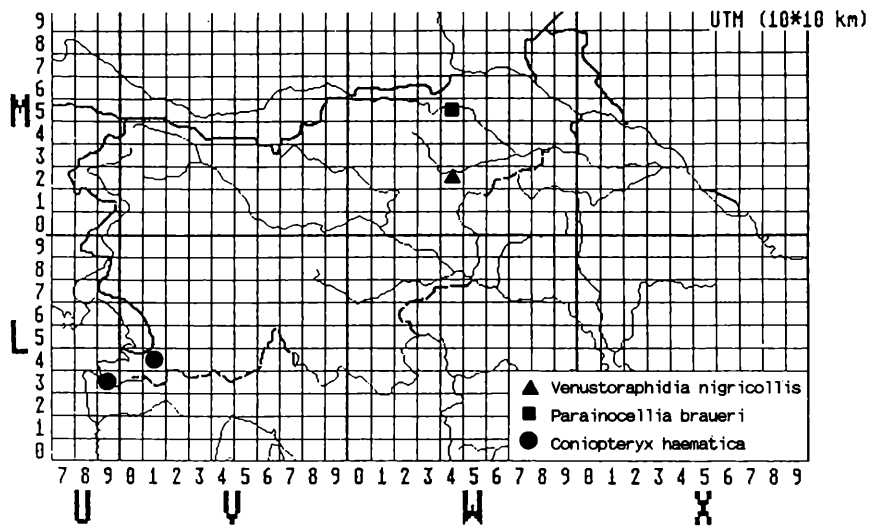 UTM (10*10 km)
9
8
7
6
5
4
3
2
1
0
9
8
7
6
5
4
3
2
1
0
M
L
▲ Venustoraphidia nigricollis
■ Parainocellia braueri
● Coniopteryx haematica
7 8 9 0 1 2 3 4 5 6 7 8 9 0 1 2 3 4 5 6 7 8 9 0 1 2 3 4 5 6 7 8 9
U V W X